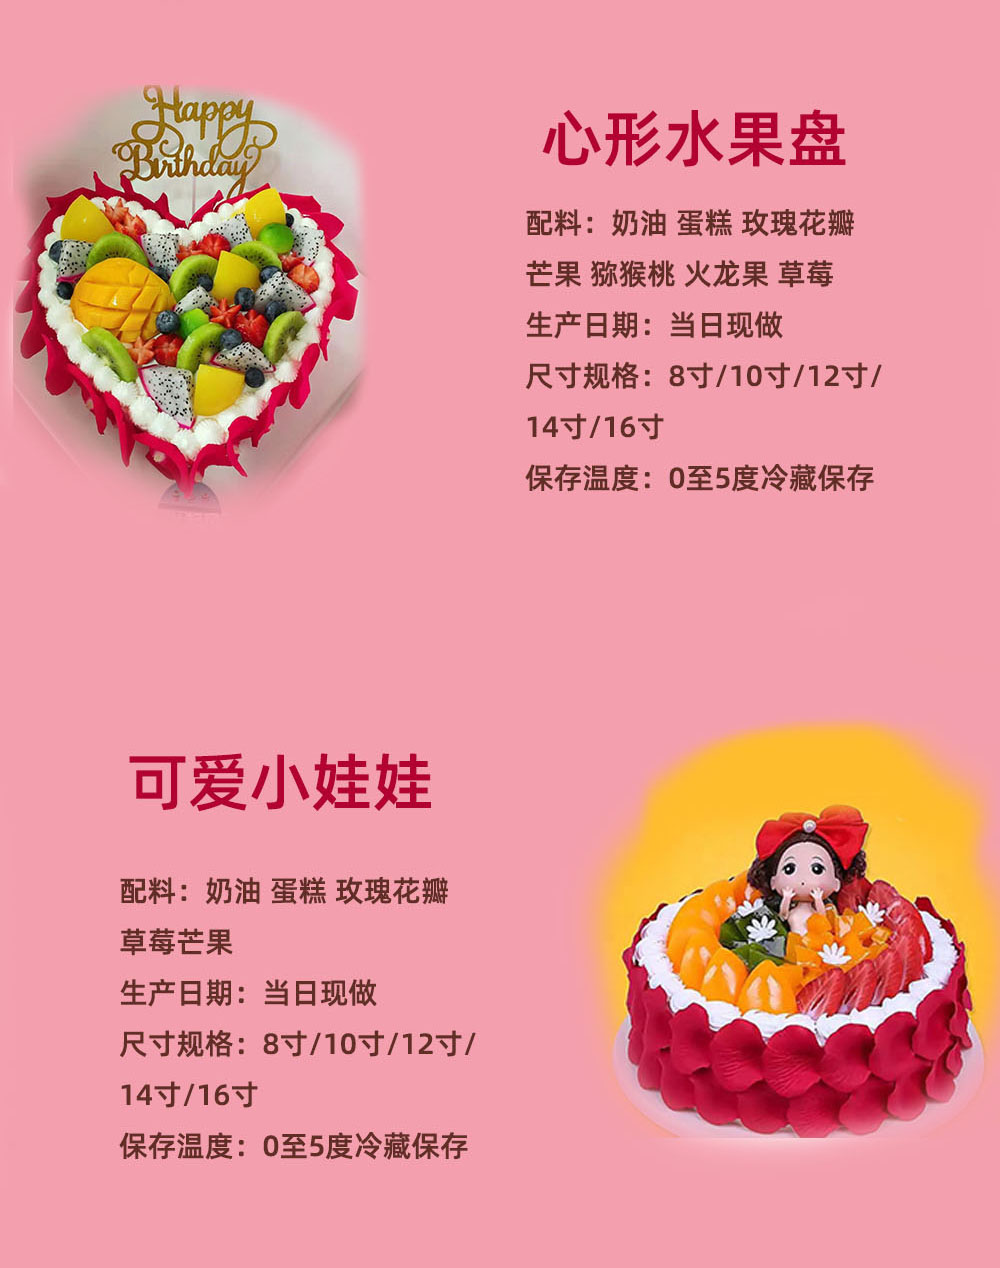 Happy
Birthday
心形水果盘
配料：奶油 蛋糕 玫瑰花瓣
芒果 猕猴桃 火龙果 草莓
生产日期：当日现做
尺寸规格：8寸/10寸/12寸/
14寸/16寸
保存温度：0至5度冷藏保存
可爱小娃娃
配料：奶油 蛋糕 玫瑰花瓣
草莓芒果
生产日期：当日现做
尺寸规格：8寸/10寸/12寸/
14寸/16寸
保存温度：0至5度冷藏保存